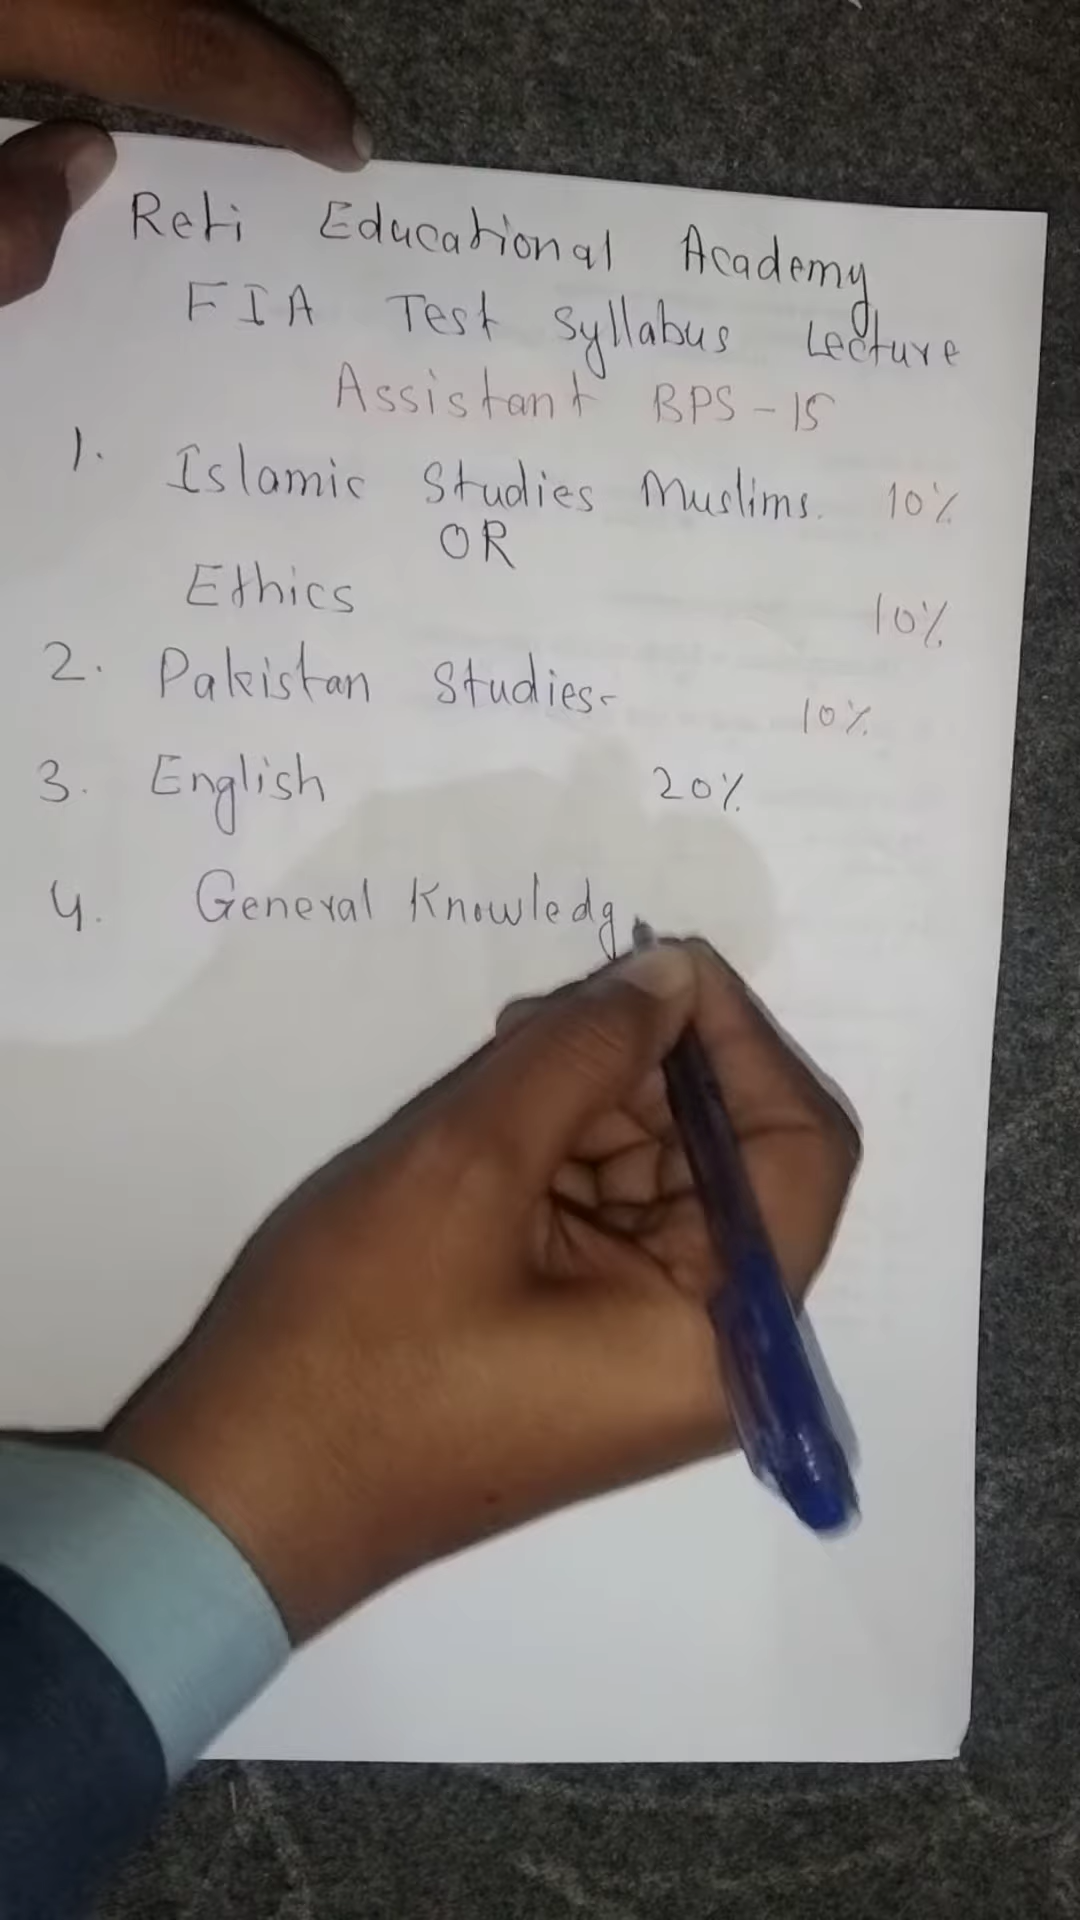 Reti Educational Academy
FIA Test Syllabus Lecture
Assistant BPS-15
1. Islamic Studies Muslims. 10%
OR
Ethics 10%
2. Pakistan Studies- 10%
3. English 20%
4. General Knowledg